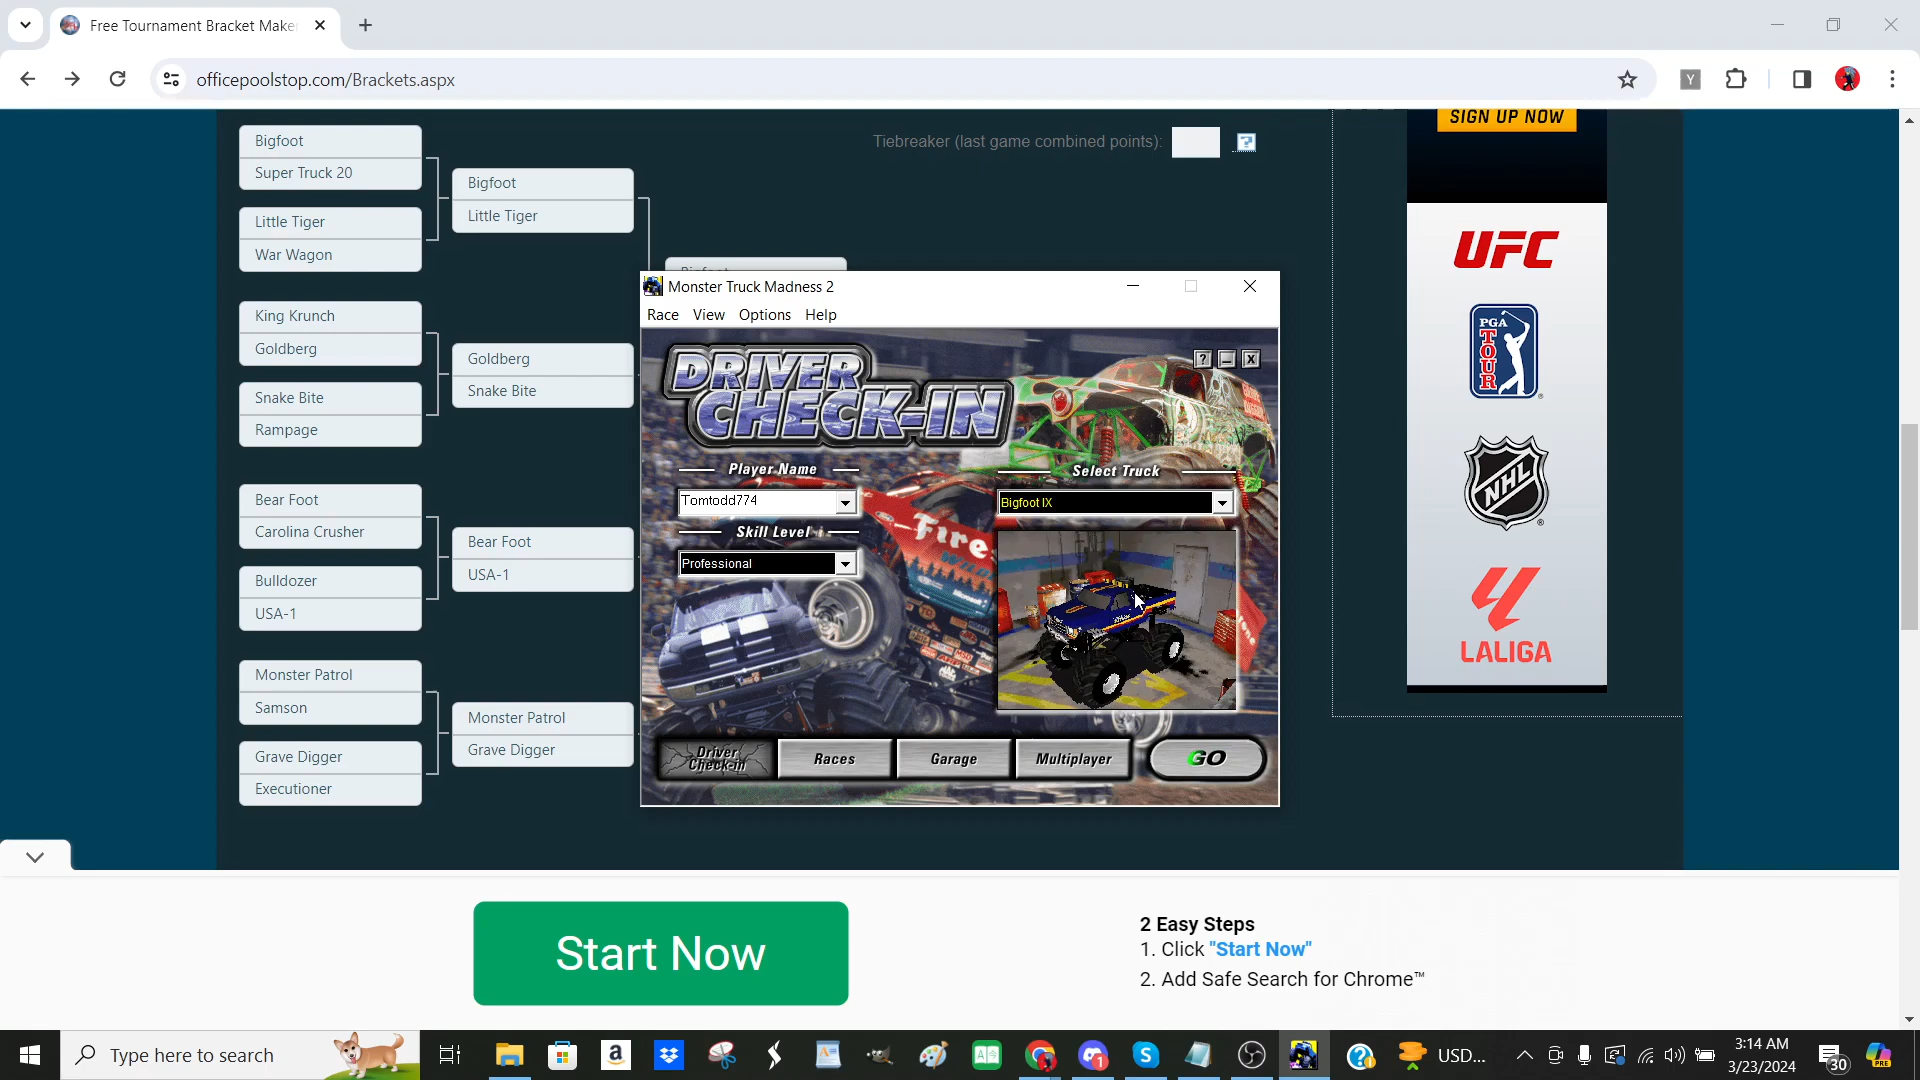 Free Tournament Bracket Make
officepoolstop.com/Brackets.aspx
Y
Bigfoot
Super Truck 20
Little Tiger
War Wagon
King Krunch
Goldberg
Snake Bite
Rampage
Bear Foot
Carolina Crusher
Bulldozer
USA-1
Monster Patrol
Samson
Grave Digger
Executioner
Bigfoot
Little Tiger
Goldberg
Snake Bite
Bear Foot
USA-1
Monster Patrol
Grave Digger
Bigfoot
Tiebreaker (last game combined points):
?
Monster Truck Madness 2
Race View Options Help
DRIVER
CHECK-IN
? _ X
Player Name
Tomtodd774
Skill Level
Professional
Select Truck
Bigfoot IX
Fire
Driver
Check-in
Races
Garage
Multiplayer
GO
SIGN UP NOW
UFC
PGA
TOUR
NHL
LALIGA
Start Now
2 Easy Steps
1. Click "Start Now"
2. Add Safe Search for Chrome™
Type here to search
USD...
3:14 AM
3/23/2024
30
PRE